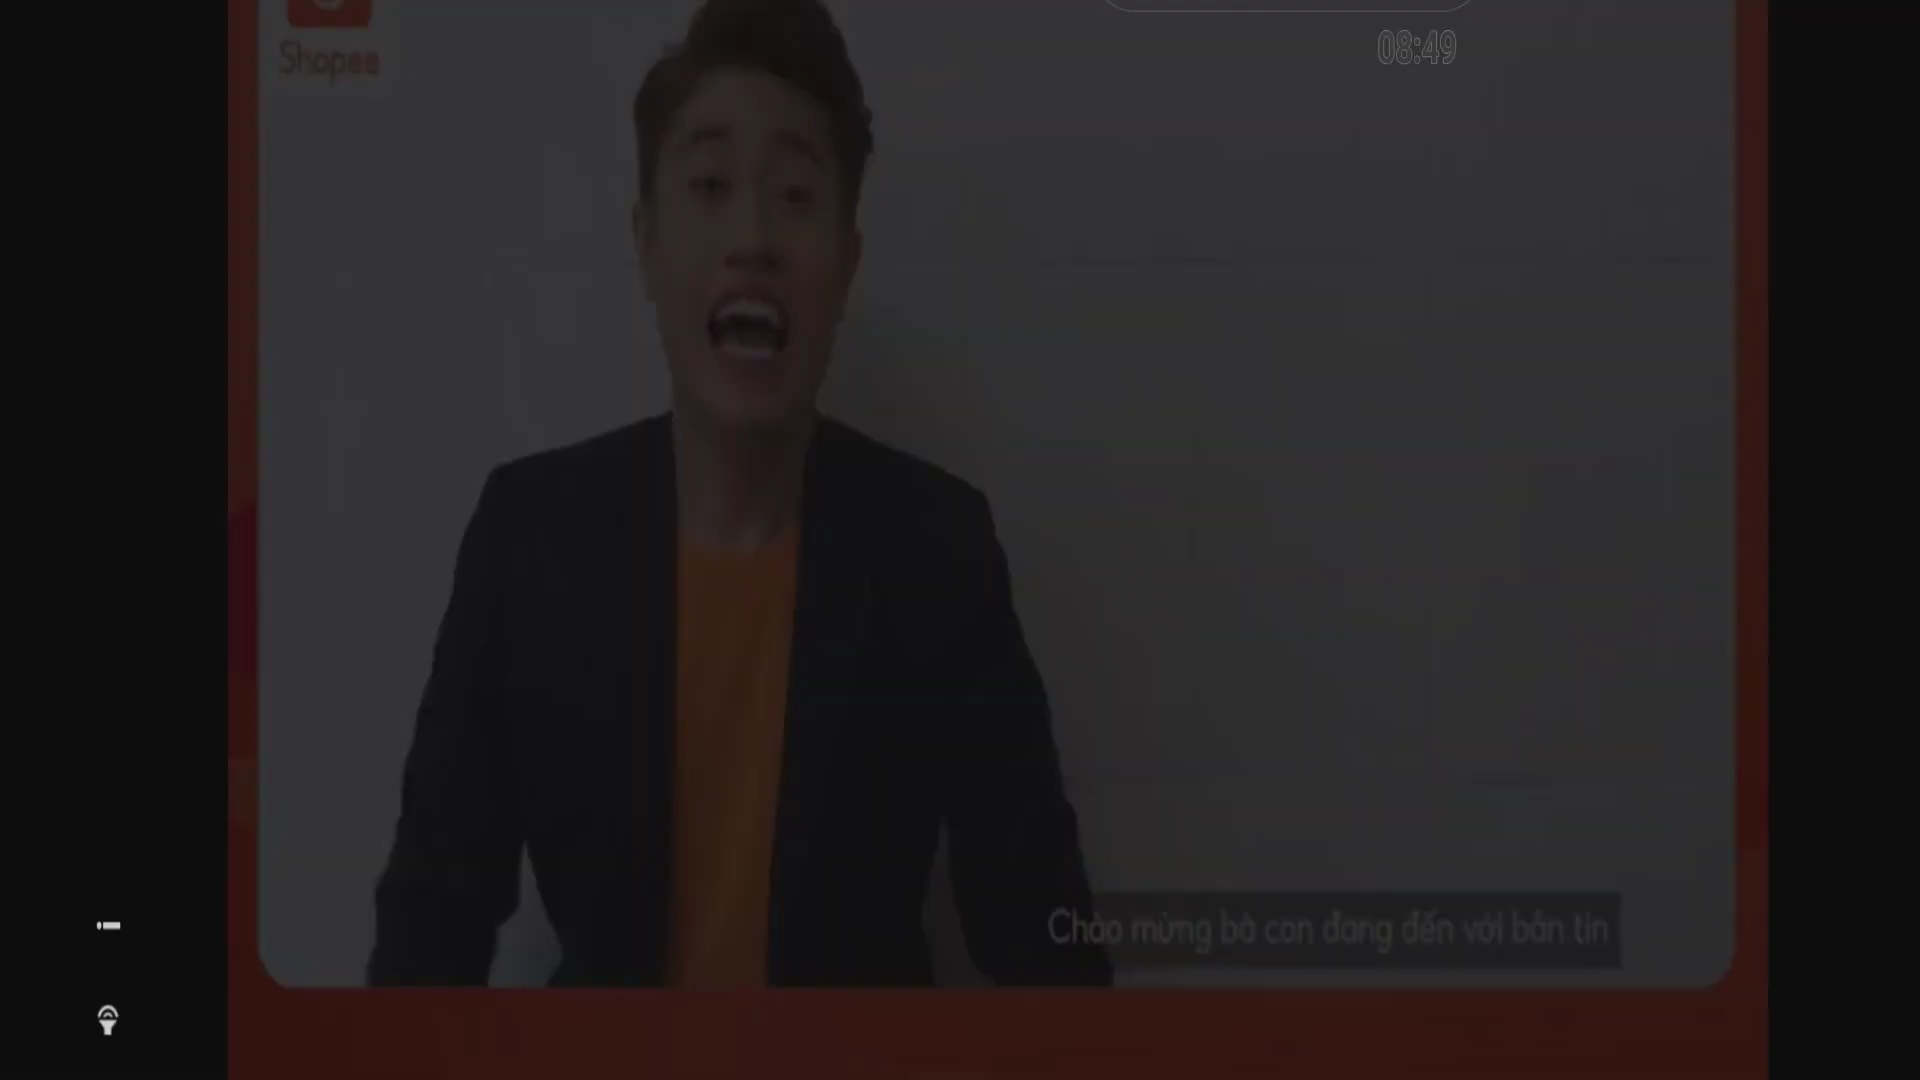 08:49
Shopee
Chào mừng bà con đang đến với bản tin